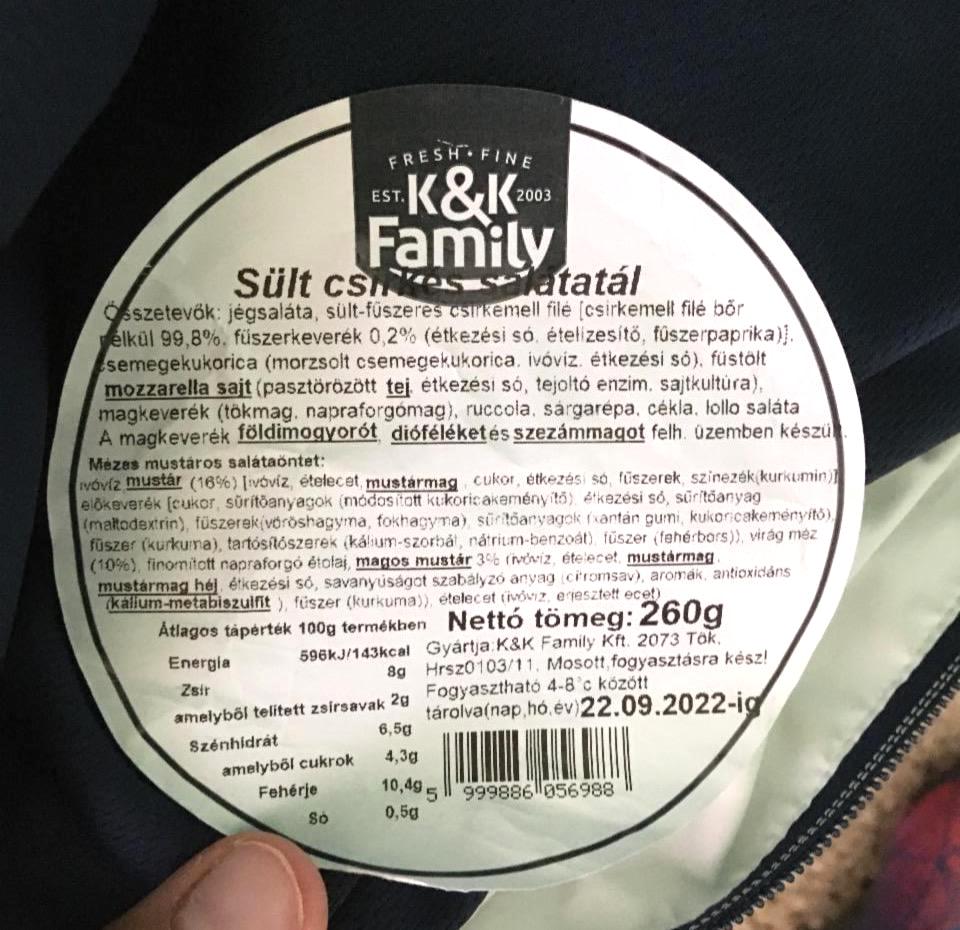 FRESH • FINE
EST. K&K 2003
Family
Sült csirkés salátatál
Összetevők: jégsaláta, sült-fűszeres csirkemell filé [csirkemell filé bőr
nélkül 99,8%, fűszerkeverék 0,2% (étkezési só, ételizesítő, fűszerpaprika)],
csemegekukorica (morzsolt csemegekukorica, ivóvíz, étkezési só), füstölt
mozzarella sajt (pasztörözött tej, étkezési só, tejoltó enzim, sajtkultúra),
magkeverék (tökmag, napraforgómag), ruccola, sárgarépa, cékla, lollo saláta
A magkeverék földimogyorót, dióféléket és szezámmagot felh. üzemben készült.
Mézes mustáros salátaöntet:
ivóvíz, mustár (16%) [ivóvíz, ételecet, mustármag, cukor, étkezési só, fűszerek, színezék(kurkumin)]
előkeverék [cukor, sűrítőanyagok (módosított kukoricakeményítő), étkezési só, sűrítőanyag
(maltodextrin), fűszerek(vöröshagyma, fokhagyma), sűrítőanyagok (xantán gumi, kukoricakeményítő),
fűszer (kurkuma), tartósítószerek (kálium-szorbát, nátrium-benzoát), fűszer (fehérbors)), virág méz
(10%), finomított napraforgó étolaj, magos mustár 3% (ivóvíz, ételecet, mustármag,
mustármag héj, étkezési só, savanyúságot szabályzó anyag (citromsav), aromák, antioxidáns
(kálium-metabiszulfit ), fűszer (kurkuma)), ételecet (ivóvíz, erjesztett ecet)
Átlagos tápérték 100g termékben
Energia 596kJ/143kcal
Zsír 8g
amelyből telített zsírsavak 2g
Szénhidrát 6,5g
amelyből cukrok 4,3g
Fehérje 10,4g
Só 0,5g
Nettó tömeg: 260g
Gyártja:K&K Family Kft. 2073 Tök,
Hrsz0103/11. Mosott,fogyasztásra kész!
Fogyasztható 4-8°c között
tárolva(nap,hó,év)22.09.2022-ig
5 999886 056988